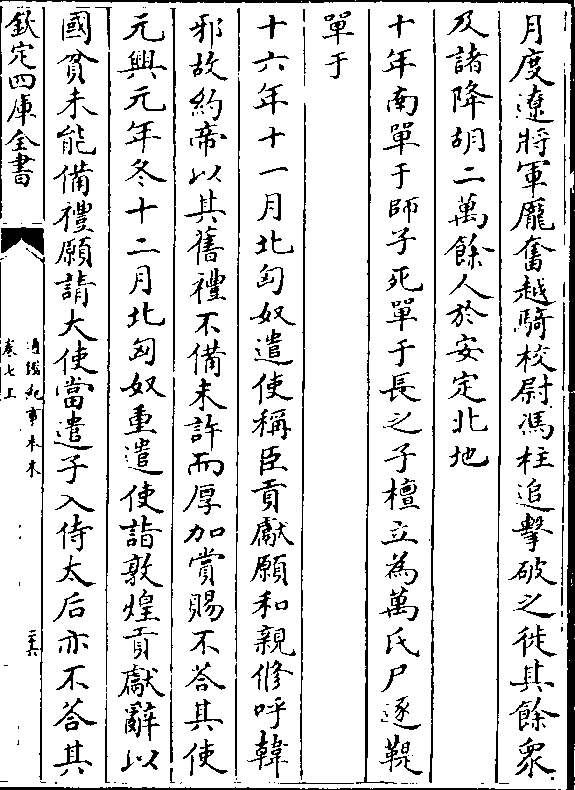 月度遼將軍龐奮越騎校尉馮柱追擊破之徙其餘衆
及諸降胡二萬餘人於安定北地
十年南單于師子死單于長之子檀立為萬氏尸逐鞮
單于
十六年十一月北匈奴遣使稱臣貢獻願和親修呼韓
邪故約帝以其舊禮不備未許而厚加賞賜不答其使
元興元年冬十二月北匈奴重遣使詣敦煌貢獻辭以
國貧未能備禮願請大使當遣子入侍太后亦不答其
欽定四庫全書
通鑑紀事本末
卷七上
三六